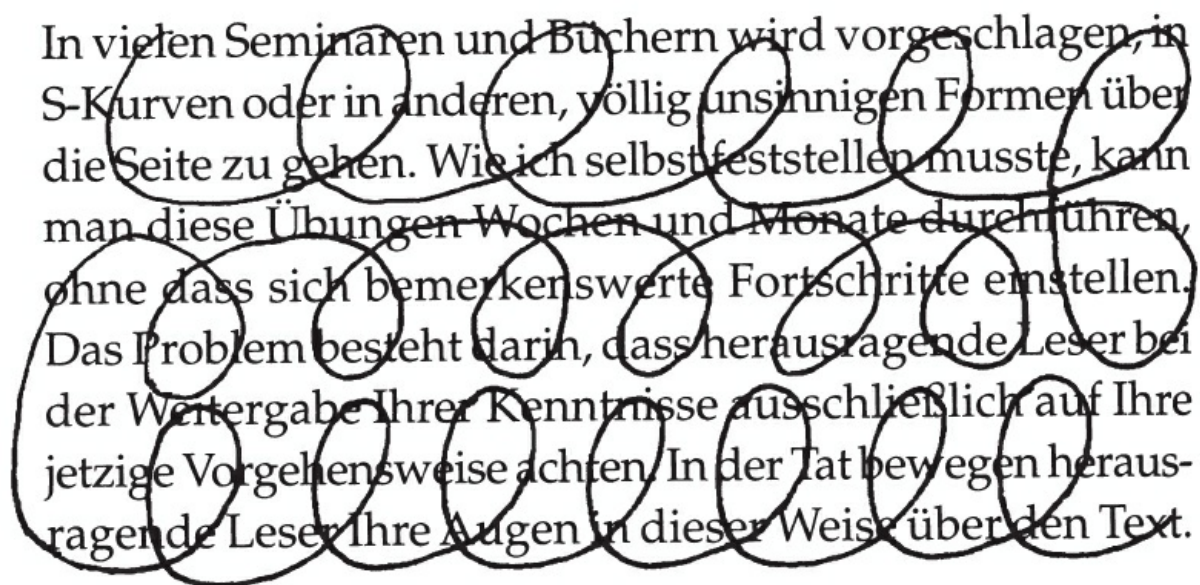 In vielen Seminaren und Büchern wird vorgeschlagen, in
S-Kurven oder in anderen, völlig unsinnigen Formen über
die Seite zu gehen. Wie ich selbst feststellen musste, kann
man diese Übungen Wochen und Monate durchführen,
ohne dass sich bemerkenswerte Fortschritte einstellen.
Das Problem besteht darin, dass herausragende Leser bei
der Weitergabe Ihrer Kenntnisse ausschließlich auf Ihre
jetzige Vorgehensweise achten. In der Tat bewegen heraus-
ragende Leser Ihre Augen in dieser Weise über den Text.